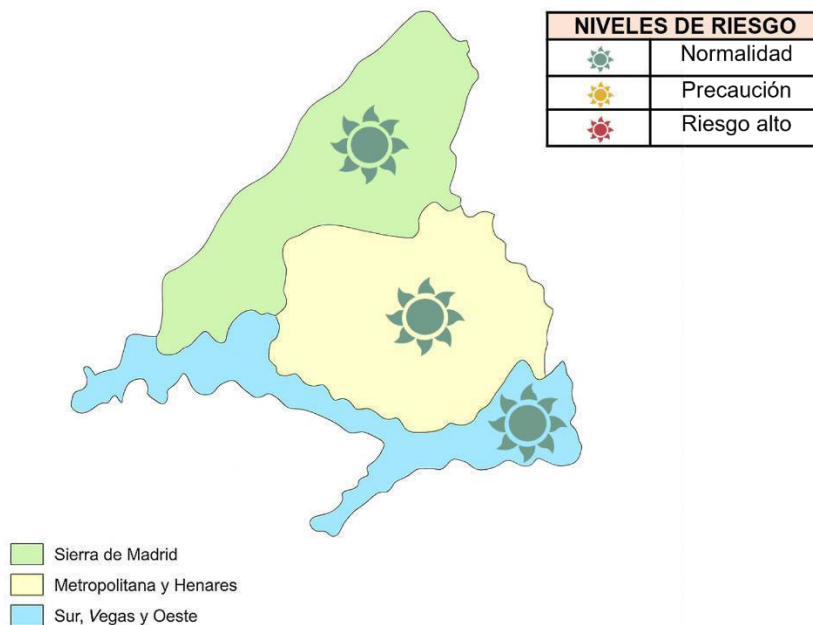 NIVELES DE RIESGO
Normalidad
Precaución
Riesgo alto
Sierra de Madrid
Metropolitana y Henares
Sur, Vegas y Oeste